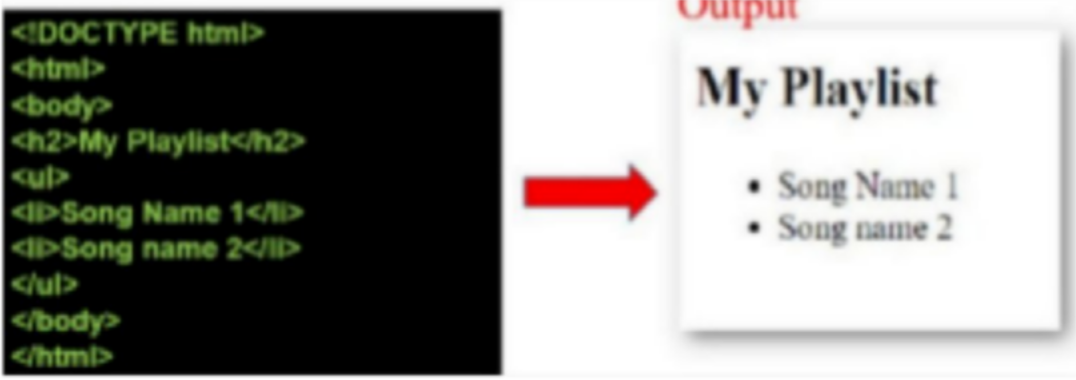 <!DOCTYPE html>
<html>
<body>
<h2>My Playlist</h2>
<ul>
<li>Song Name 1</li>
<li>Song name 2</li>
</ul>
</body>
</html>
Output
My Playlist
• Song Name 1
• Song name 2